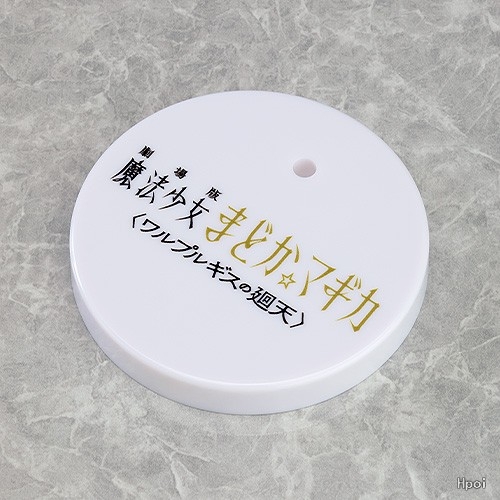 劇場版
魔法少女まどか☆マギカ
〈ワルプルギスの廻天〉
Hpoi